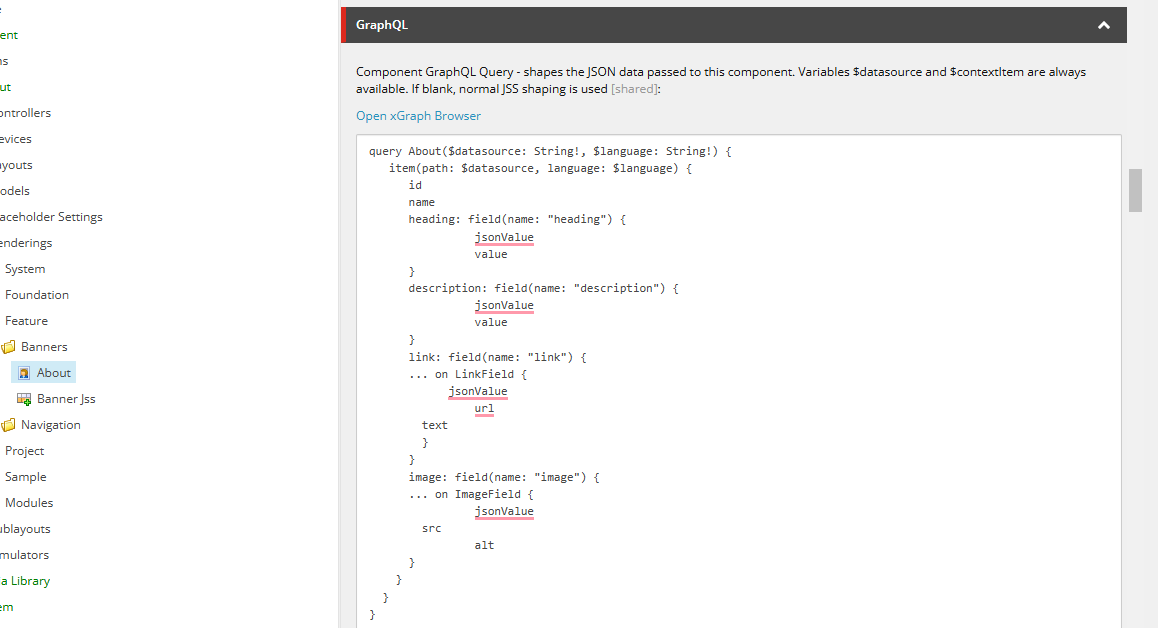 GraphQL
Component GraphQL Query - shapes the JSON data passed to this component. Variables $datasource and $contextItem are always
available. If blank, normal JSS shaping is used [shared]:
Open xGraph Browser
query About($datasource: String!, $language: String!) {
item(path: $datasource, language: $language) {
id
name
heading: field(name: "heading") {
jsonValue
value
}
description: field(name: "description") {
jsonValue
value
}
link: field(name: "link") {
... on LinkField {
jsonValue
url
text
}
}
image: field(name: "image") {
... on ImageField {
jsonValue
src
alt
}
}
}
}
e
ent
ns
ut
ontrollers
evices
youts
odels
aceholder Settings
enderings
System
Foundation
Feature
Banners
About
Banner Jss
Navigation
Project
Sample
Modules
ublayouts
mulators
a Library
em